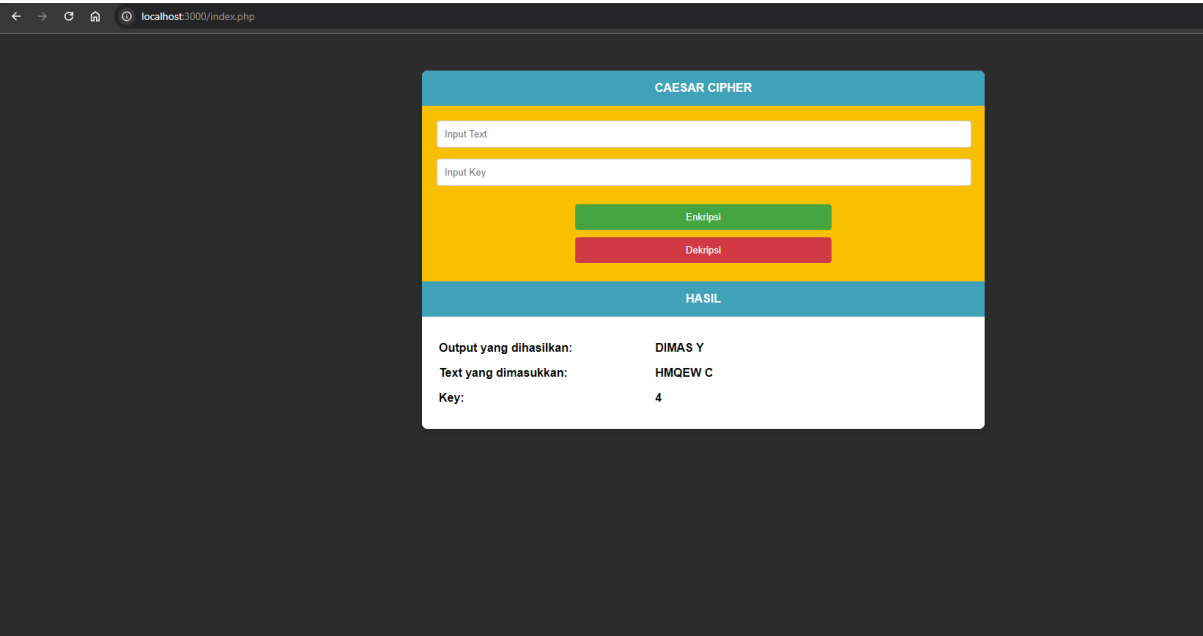 localhost:3000/index.php
CAESAR CIPHER
Input Text
Input Key
Enkripsi
Dekripsi
HASIL
Output yang dihasilkan: DIMAS Y
Text yang dimasukkan: HMQEW C
Key: 4